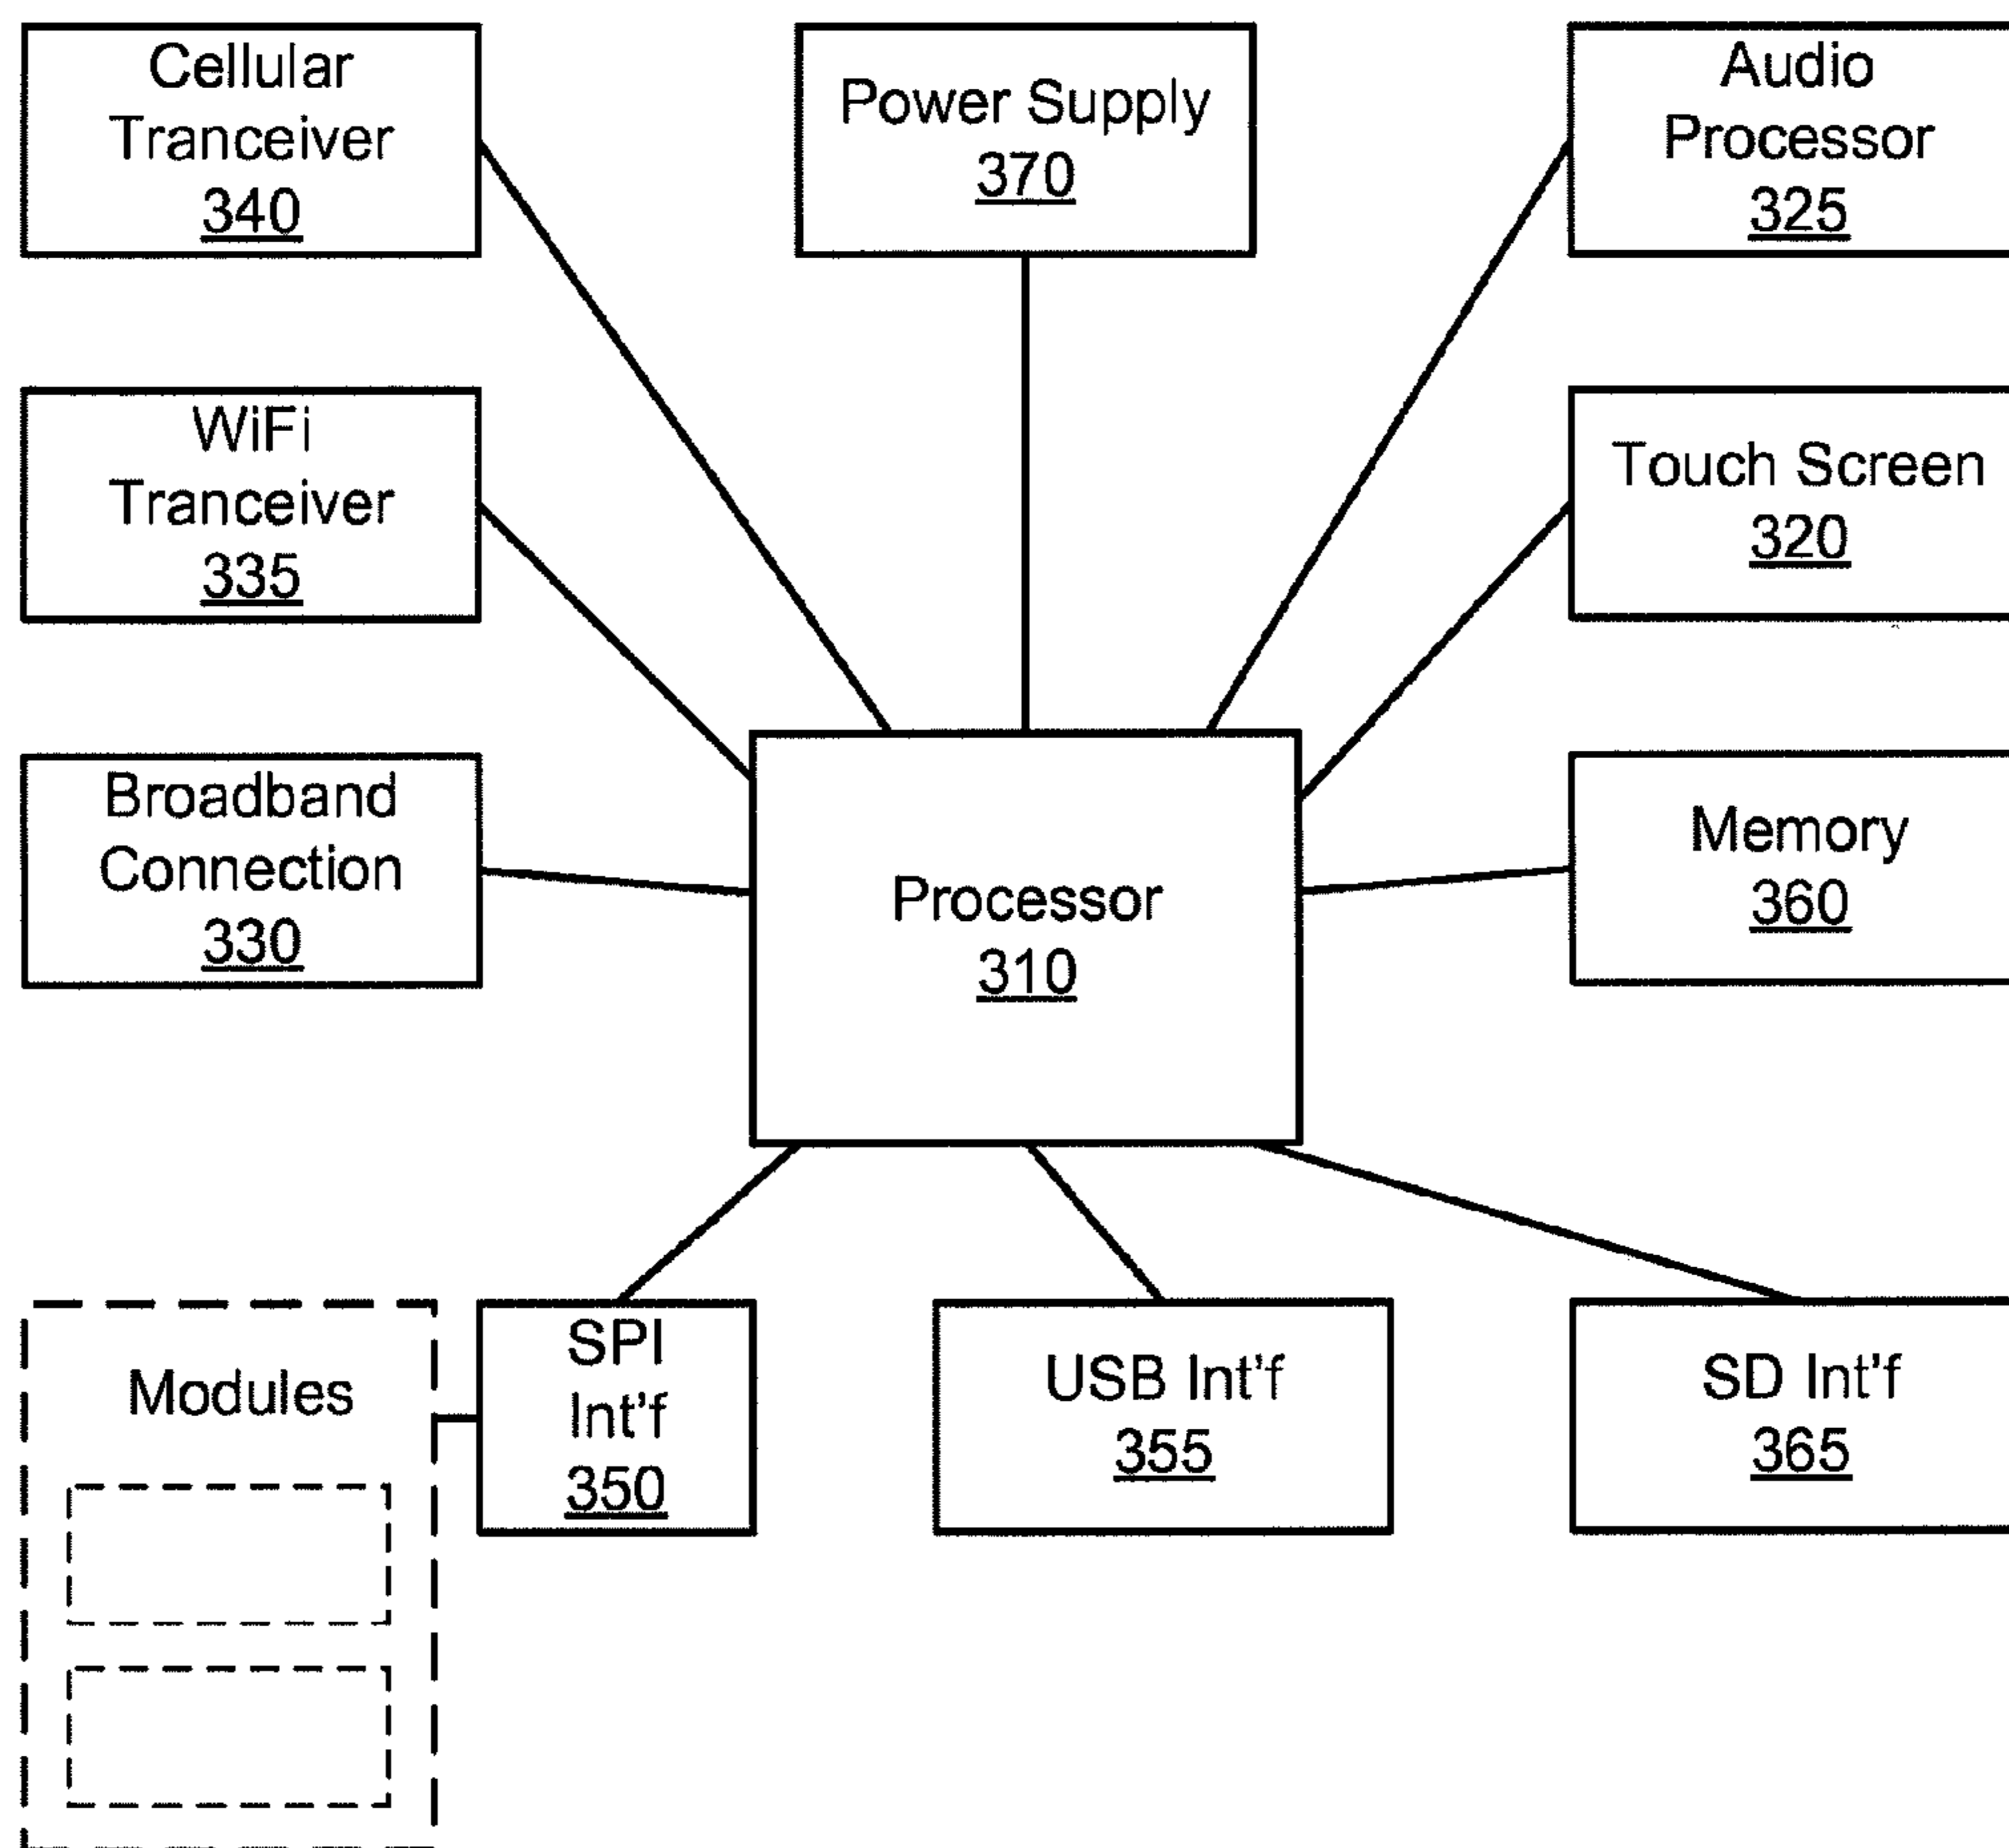 Cellular
Tranceiver
340
Power Supply
370
Audio
Processor
325
WiFi
Tranceiver
335
Touch Screen
320
Broadband
Connection
330
Processor
310
Memory
360
Modules
SPI
Int'f
350
USB Int'f
355
SD Int'f
365